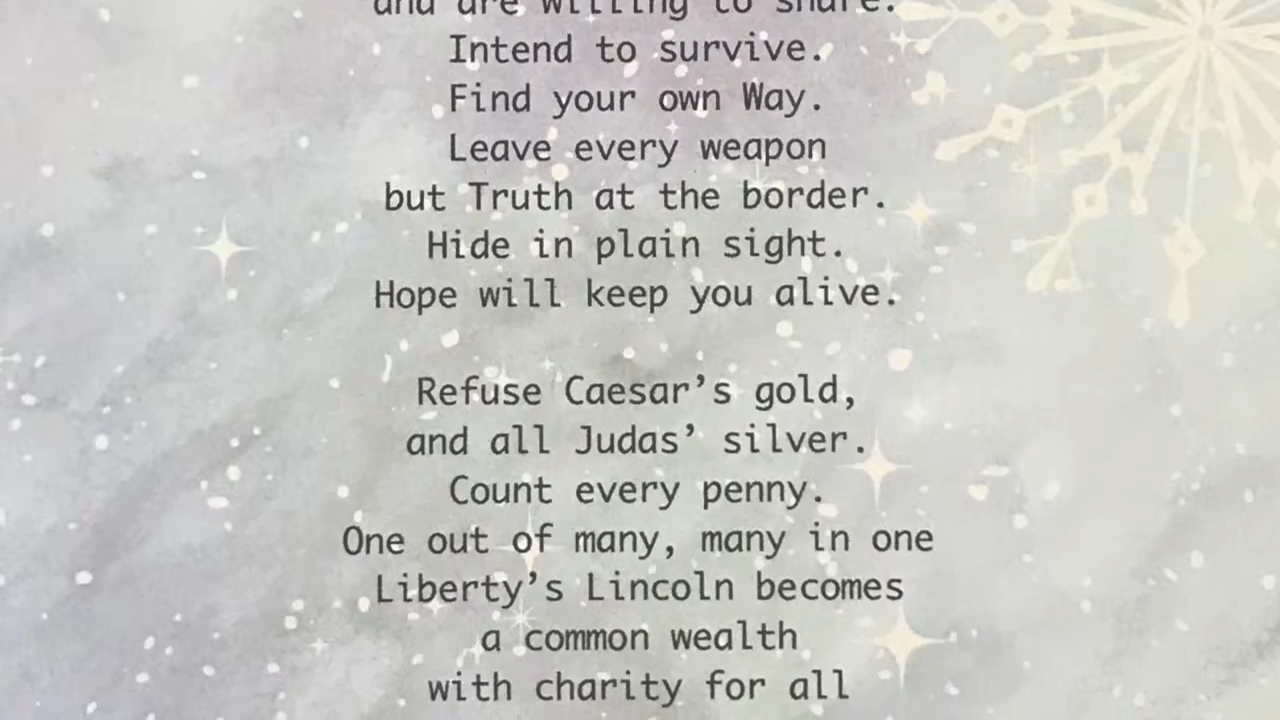 and are willing to share.
Intend to survive.
Find your own Way.
Leave every weapon
but Truth at the border.
Hide in plain sight.
Hope will keep you alive.

Refuse Caesar’s gold,
and all Judas’ silver.
Count every penny.
One out of many, many in one
Liberty’s Lincoln becomes
a common wealth
with charity for all